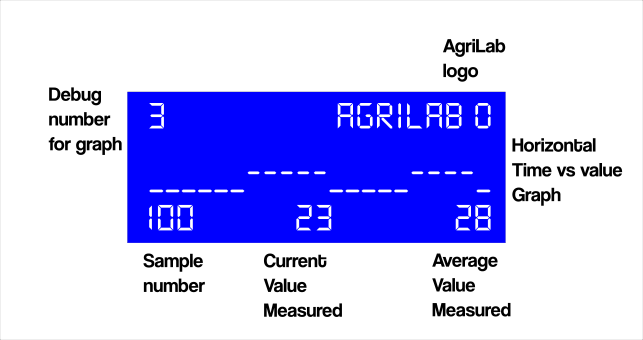 AgriLab
logo
Debug
number
for graph
3 AGRILAB 0
Horizontal
Time vs value
Graph
100 23 28
Sample
number
Current
Value
Measured
Average
Value
Measured